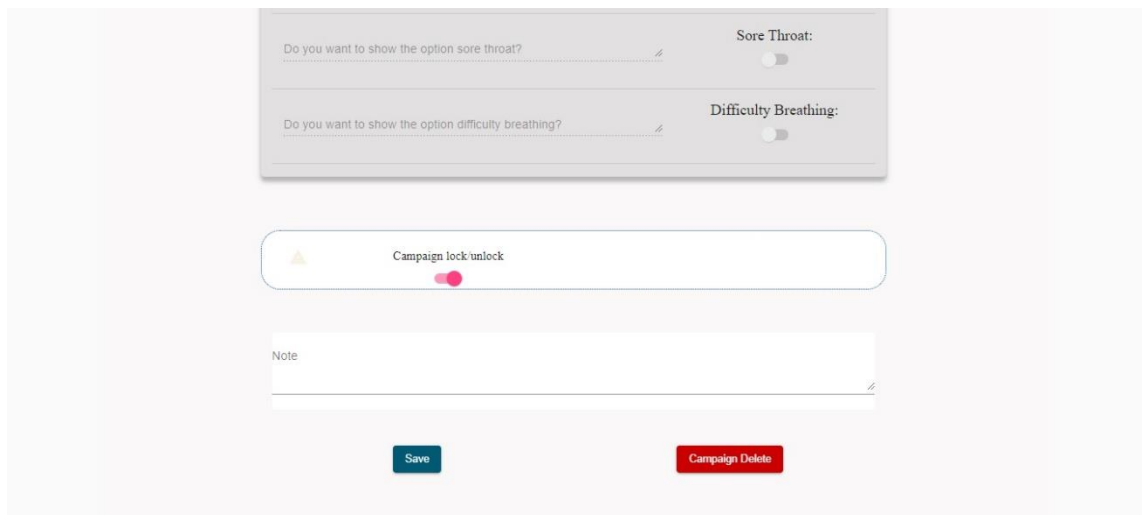 Sore Throat:
Do you want to show the option sore throat?
Difficulty Breathing:
Do you want to show the option difficulty breathing?
Campaign lock/unlock
Note
Save
Campaign Delete